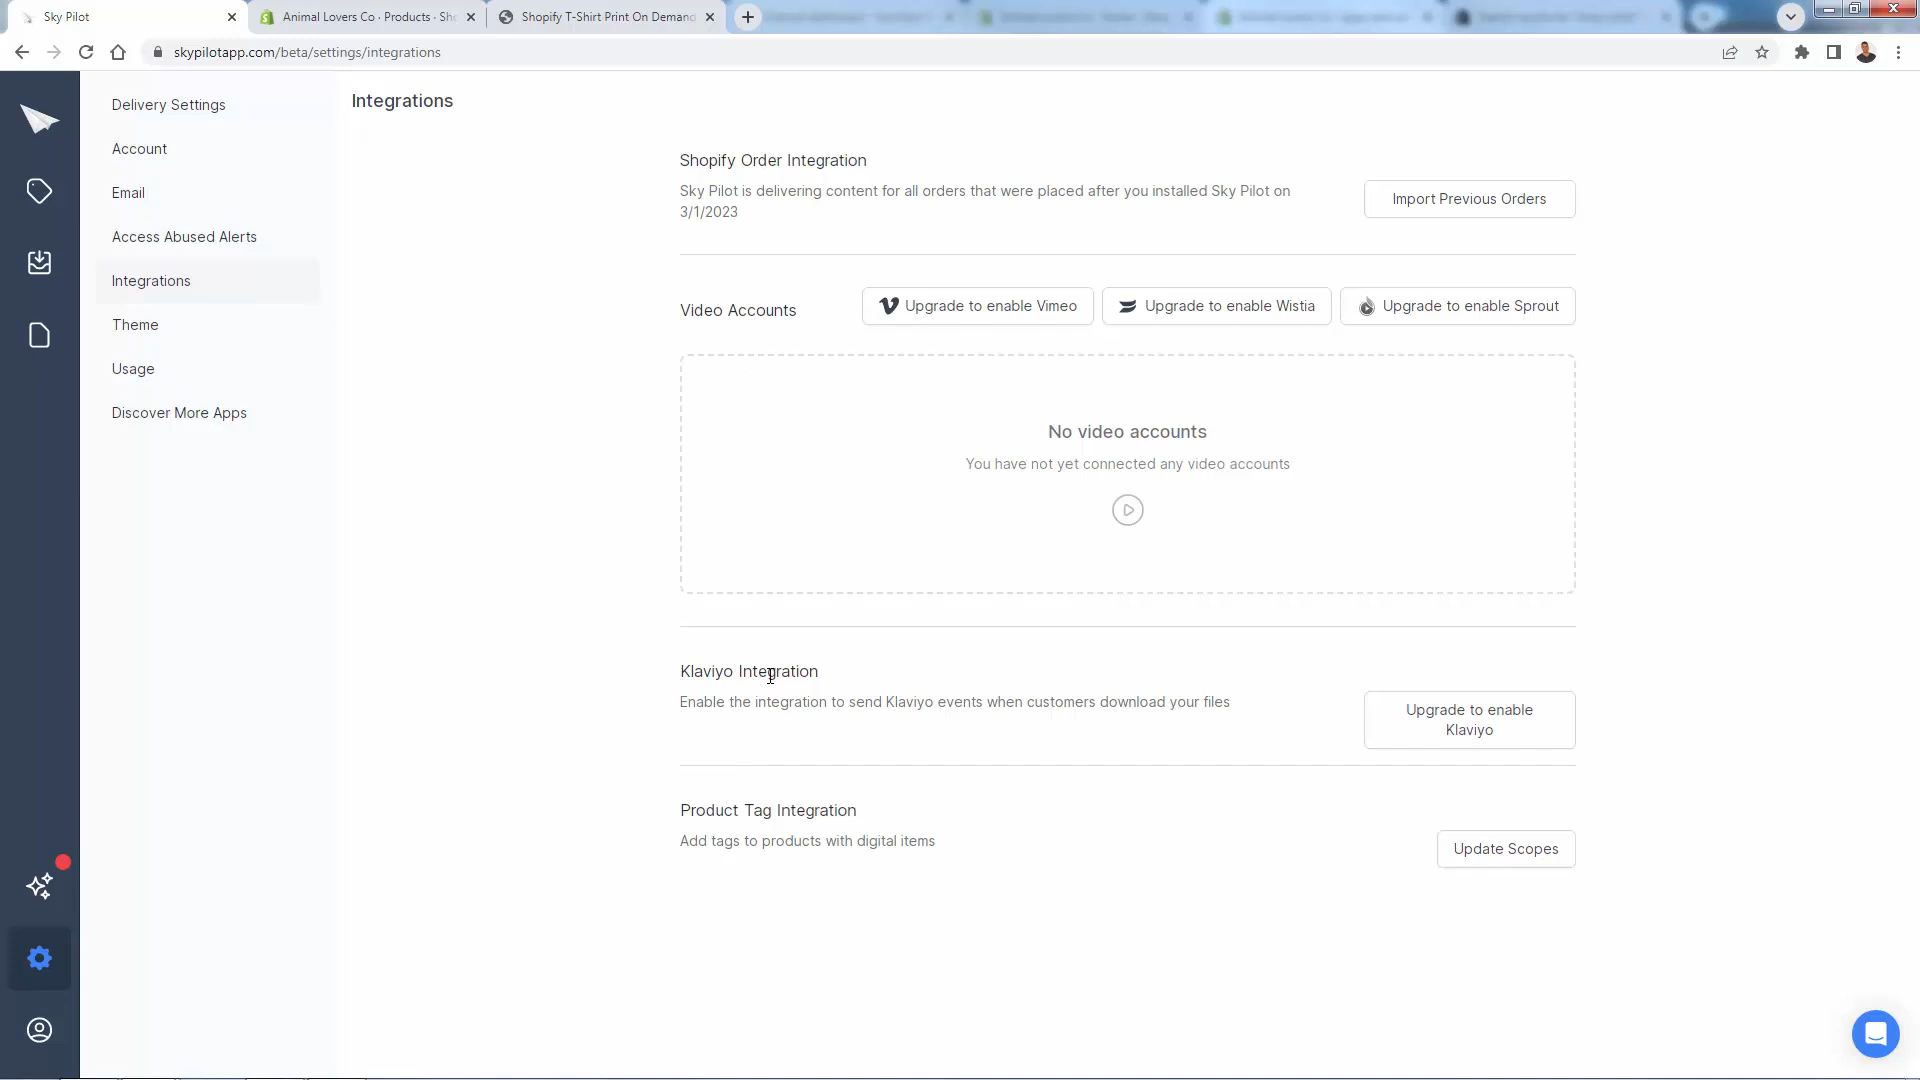 Sky Pilot
Animal Lovers Co · Products · Sho
Shopify T-Shirt Print On Demand
skypilotapp.com/beta/settings/integrations
Delivery Settings
Account
Email
Access Abused Alerts
Integrations
Theme
Usage
Discover More Apps
Integrations
Shopify Order Integration
Sky Pilot is delivering content for all orders that were placed after you installed Sky Pilot on
3/1/2023
Import Previous Orders
Video Accounts
Upgrade to enable Vimeo
Upgrade to enable Wistia
Upgrade to enable Sprout
No video accounts
You have not yet connected any video accounts
Klaviyo Integration
Enable the integration to send Klaviyo events when customers download your files
Upgrade to enable
Klaviyo
Product Tag Integration
Add tags to products with digital items
Update Scopes